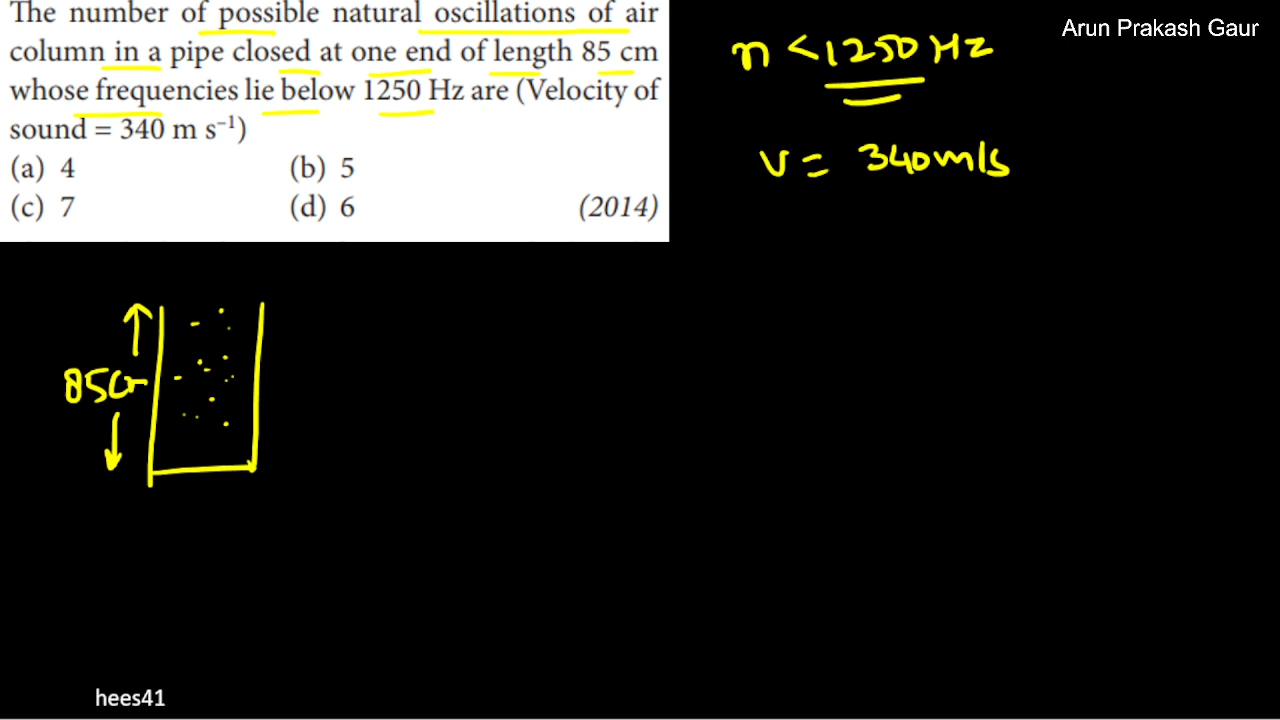 The number of possible natural oscillations of air
column in a pipe closed at one end of length 85 cm
whose frequencies lie below 1250 Hz are (Velocity of
sound = 340 m s⁻¹)
(a) 4 (b) 5
(c) 7 (d) 6 (2014)
Arun Prakash Gaur
n < 1250 Hz
v = 340 m/s
85cm
hees41